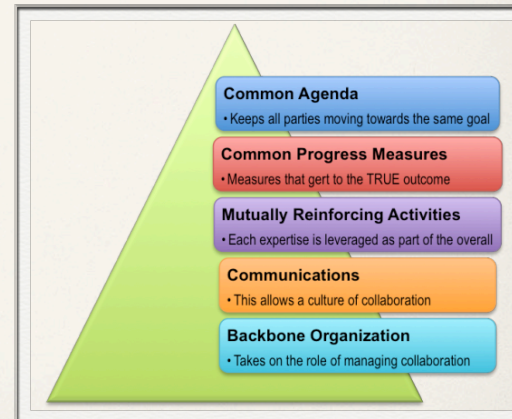 Common Agenda
• Keeps all parties moving towards the same goal
Common Progress Measures
• Measures that gert to the TRUE outcome
Mutually Reinforcing Activities
• Each expertise is leveraged as part of the overall
Communications
• This allows a culture of collaboration
Backbone Organization
• Takes on the role of managing collaboration